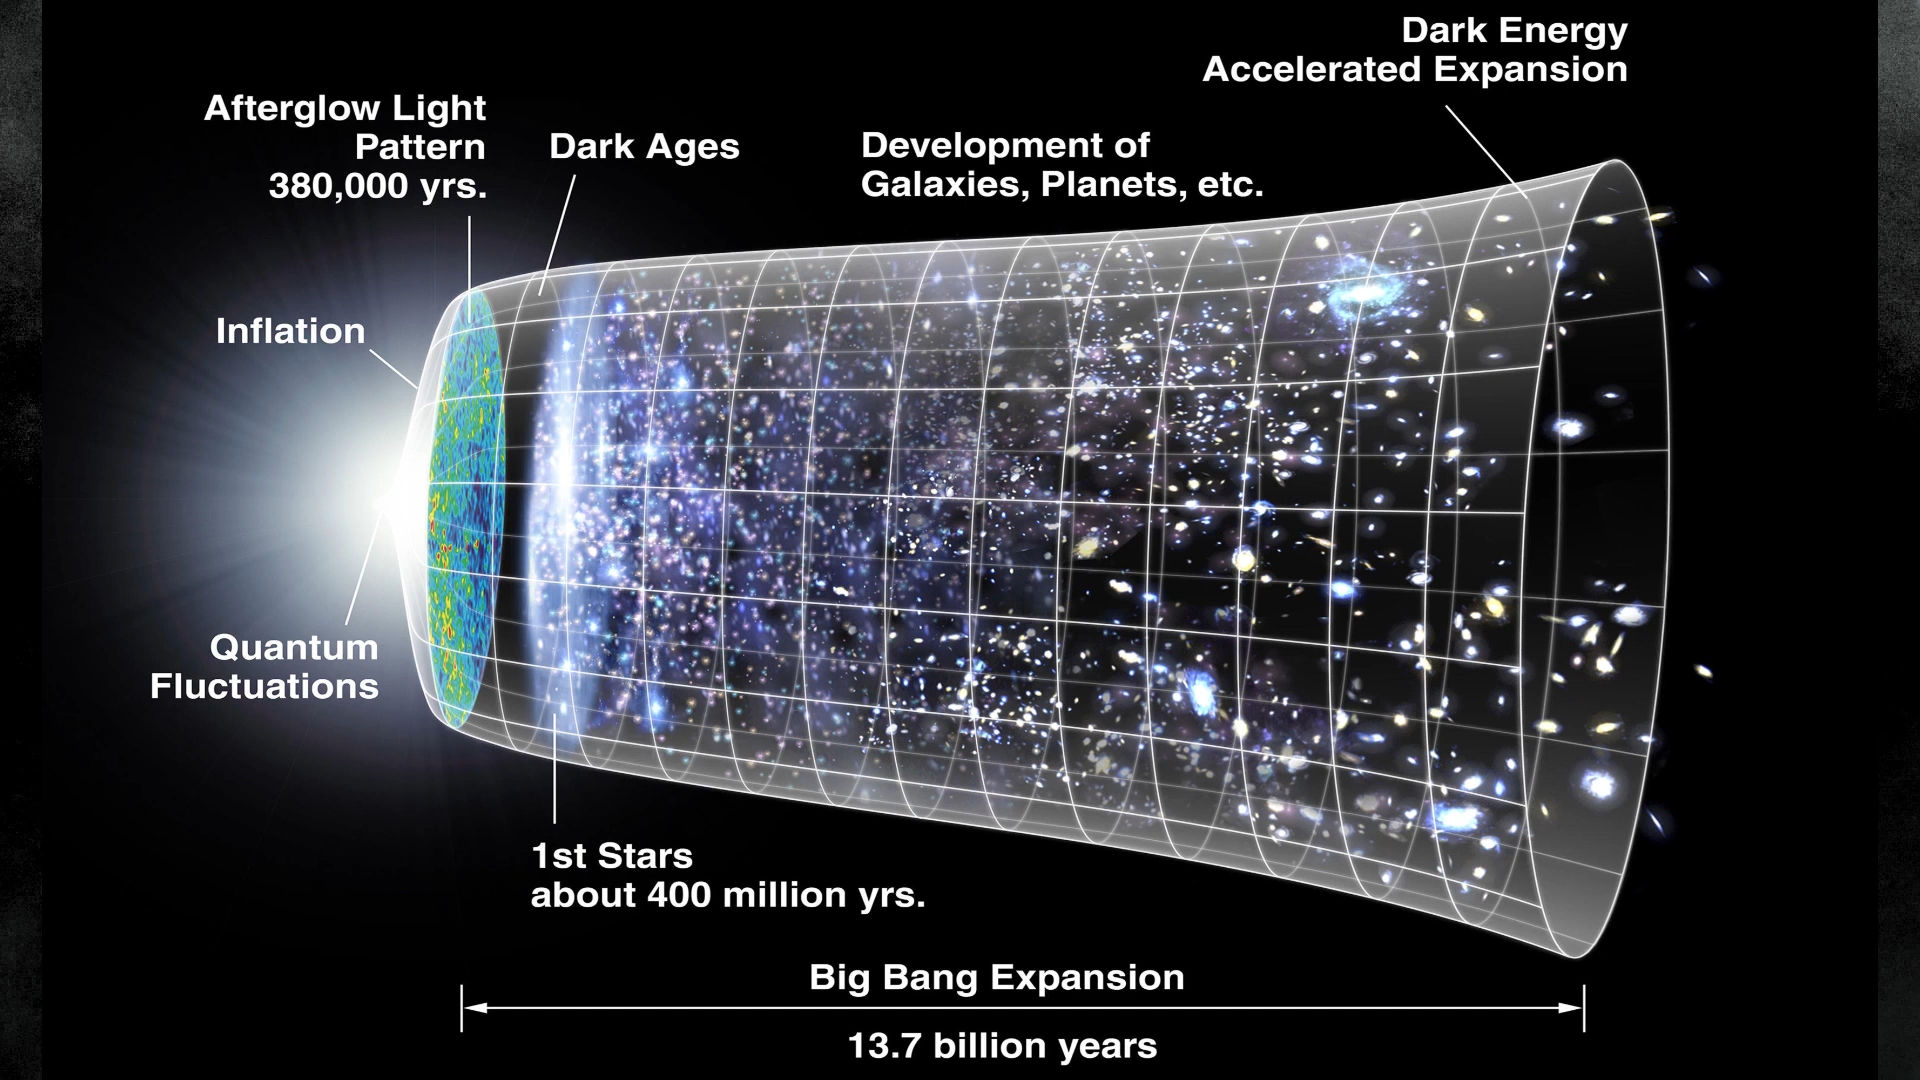 Dark Energy
Accelerated Expansion
Afterglow Light
Pattern
380,000 yrs.
Dark Ages
Development of
Galaxies, Planets, etc.
Inflation
Quantum
Fluctuations
1st Stars
about 400 million yrs.
Big Bang Expansion
13.7 billion years